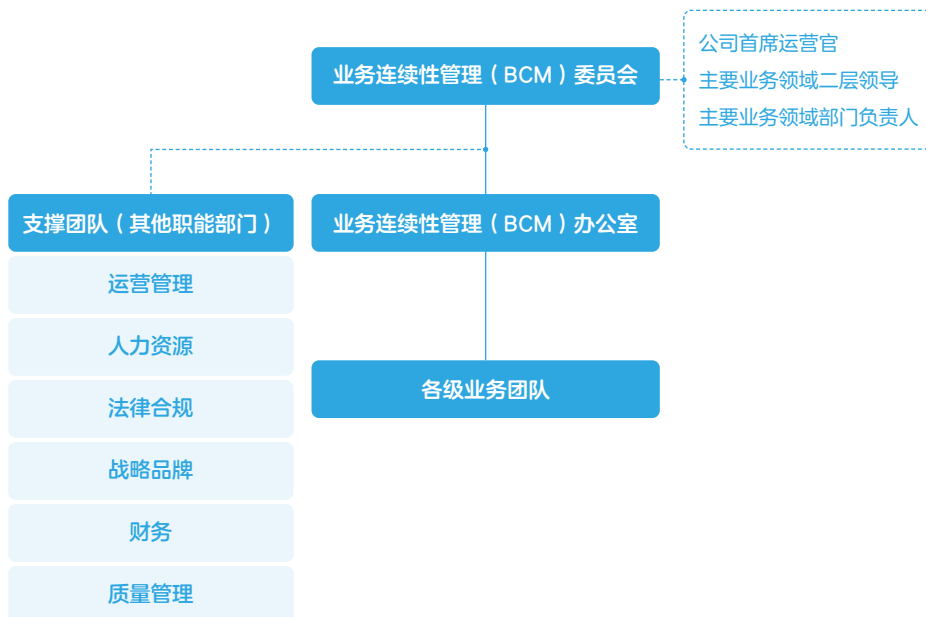 业务连续性管理（BCM）委员会
公司首席运营官
主要业务领域二层领导
主要业务领域部门负责人
支撑团队（其他职能部门）
业务连续性管理（BCM）办公室
运营管理
人力资源
法律合规
战略品牌
财务
质量管理
各级业务团队